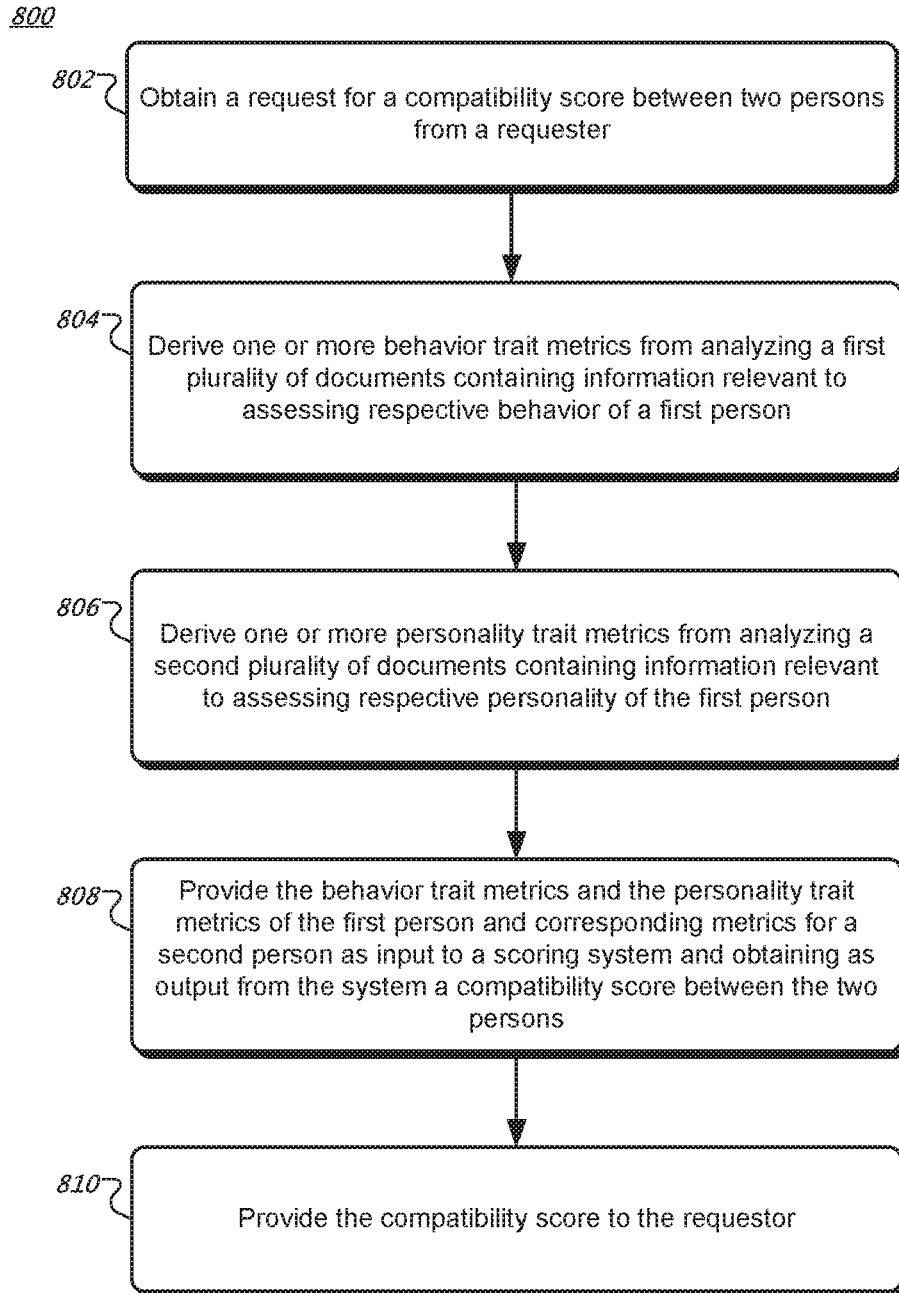 800
802
Obtain a request for a compatibility score between two persons
from a requester
804
Derive one or more behavior trait metrics from analyzing a first
plurality of documents containing information relevant to
assessing respective behavior of a first person
806
Derive one or more personality trait metrics from analyzing a
second plurality of documents containing information relevant
to assessing respective personality of the first person
808
Provide the behavior trait metrics and the personality trait
metrics of the first person and corresponding metrics for a
second person as input to a scoring system and obtaining as
output from the system a compatibility score between the two
persons
810
Provide the compatibility score to the requestor